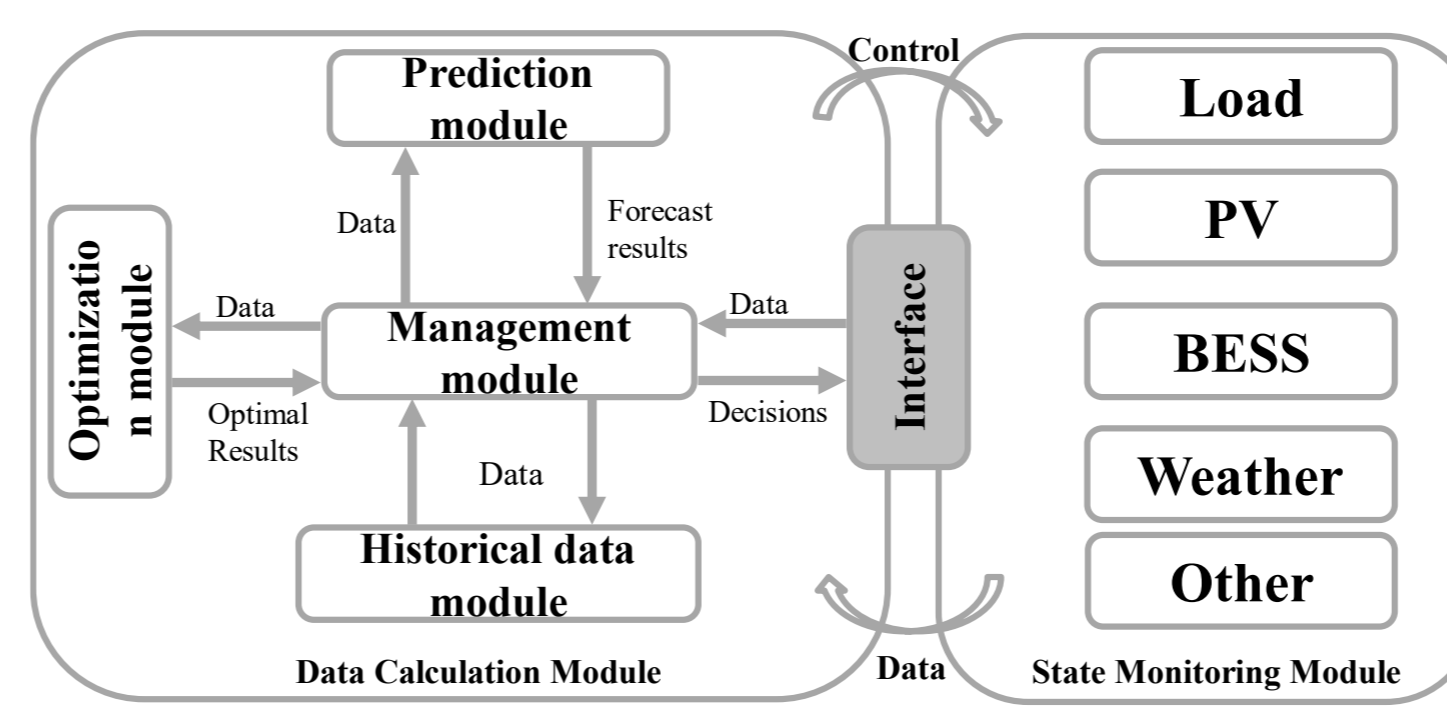 Control
Prediction
module
Load
Data
Forecast
results
PV
Optimizatio
n module
Data
Management
module
Data
Interface
BESS
Optimal
Results
Decisions
Data
Weather
Historical data
module
Other
Data Calculation Module
Data
State Monitoring Module